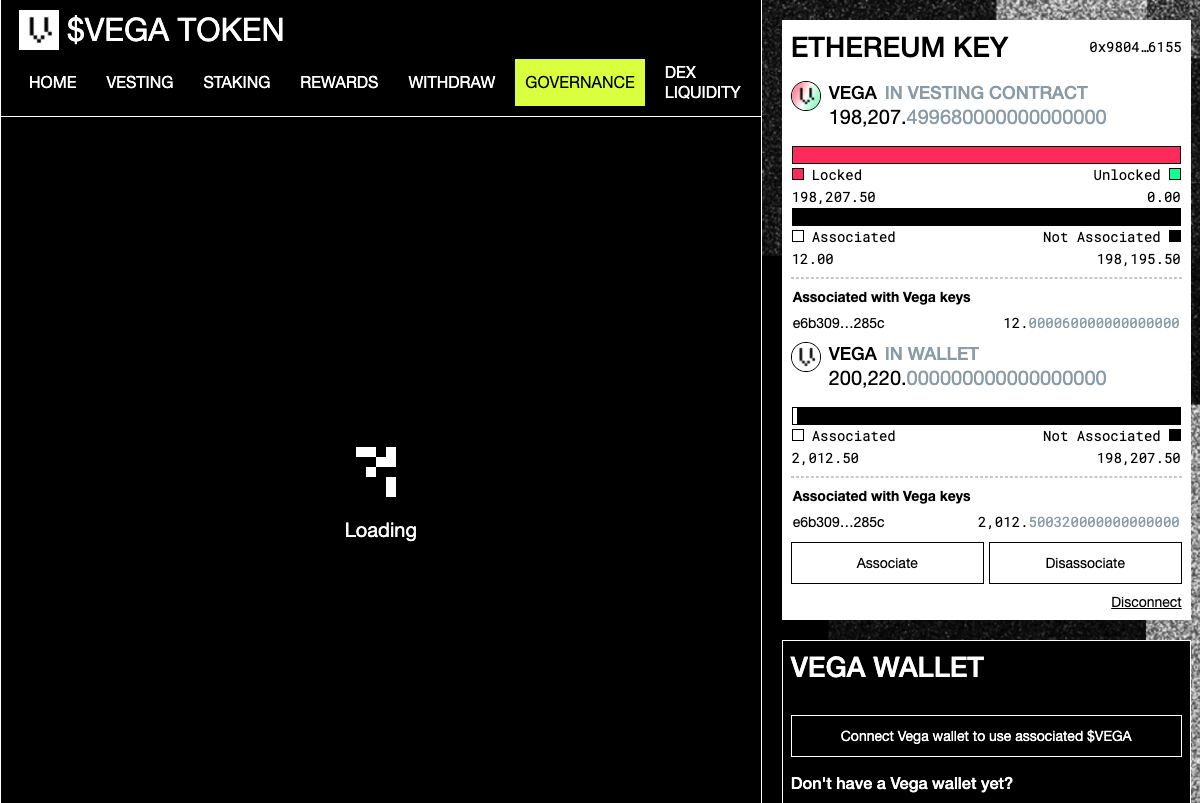 $VEGA TOKEN
HOME VESTING STAKING REWARDS WITHDRAW GOVERNANCE DEX LIQUIDITY
Loading
ETHEREUM KEY 0x9804…6155
VEGA IN VESTING CONTRACT
198,207.499680000000000000
Locked Unlocked
198,207.50 0.00
Associated Not Associated
12.00 198,195.50
Associated with Vega keys
e6b309…285c 12.000060000000000000
VEGA IN WALLET
200,220.000000000000000000
Associated Not Associated
2,012.50 198,207.50
Associated with Vega keys
e6b309…285c 2,012.500320000000000000
Associate Disassociate
Disconnect
VEGA WALLET
Connect Vega wallet to use associated $VEGA
Don't have a Vega wallet yet?